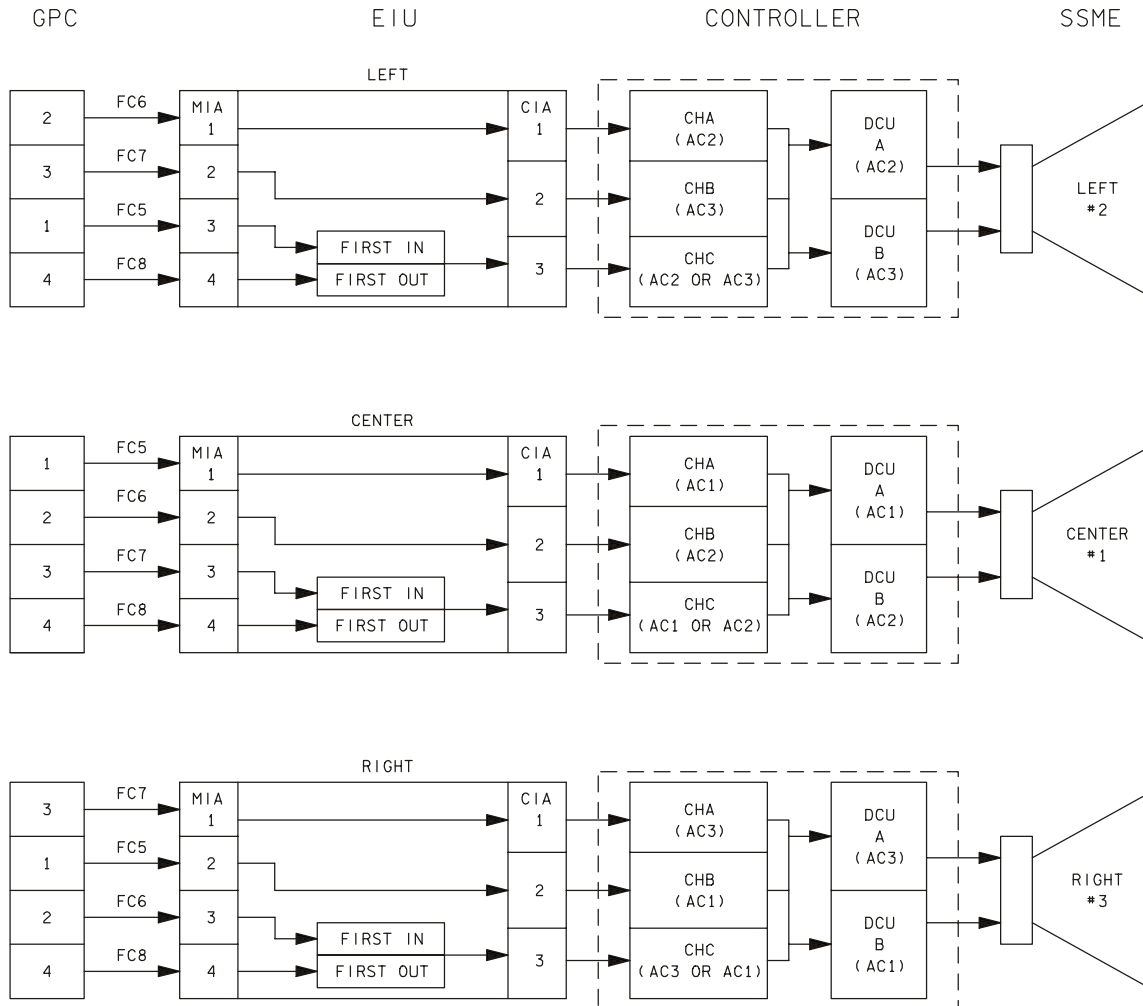 GPC EIU CONTROLLER SSME
LEFT
2 FC6 MIA 1 CIA 1 CHA (AC2) DCU A (AC2)
3 FC7 2 2 CHB (AC3) LEFT #2
1 FC5 3 FIRST IN 3 CHC (AC2 OR AC3) DCU B (AC3)
4 FC8 4 FIRST OUT
CENTER
1 FC5 MIA 1 CIA 1 CHA (AC1) DCU A (AC1)
2 FC6 2 2 CHB (AC2) CENTER #1
3 FC7 3 FIRST IN 3 CHC (AC1 OR AC2) DCU B (AC2)
4 FC8 4 FIRST OUT
RIGHT
3 FC7 MIA 1 CIA 1 CHA (AC3) DCU A (AC3)
1 FC5 2 2 CHB (AC1) RIGHT #3
2 FC6 3 FIRST IN 3 CHC (AC3 OR AC1) DCU B (AC1)
4 FC8 4 FIRST OUT